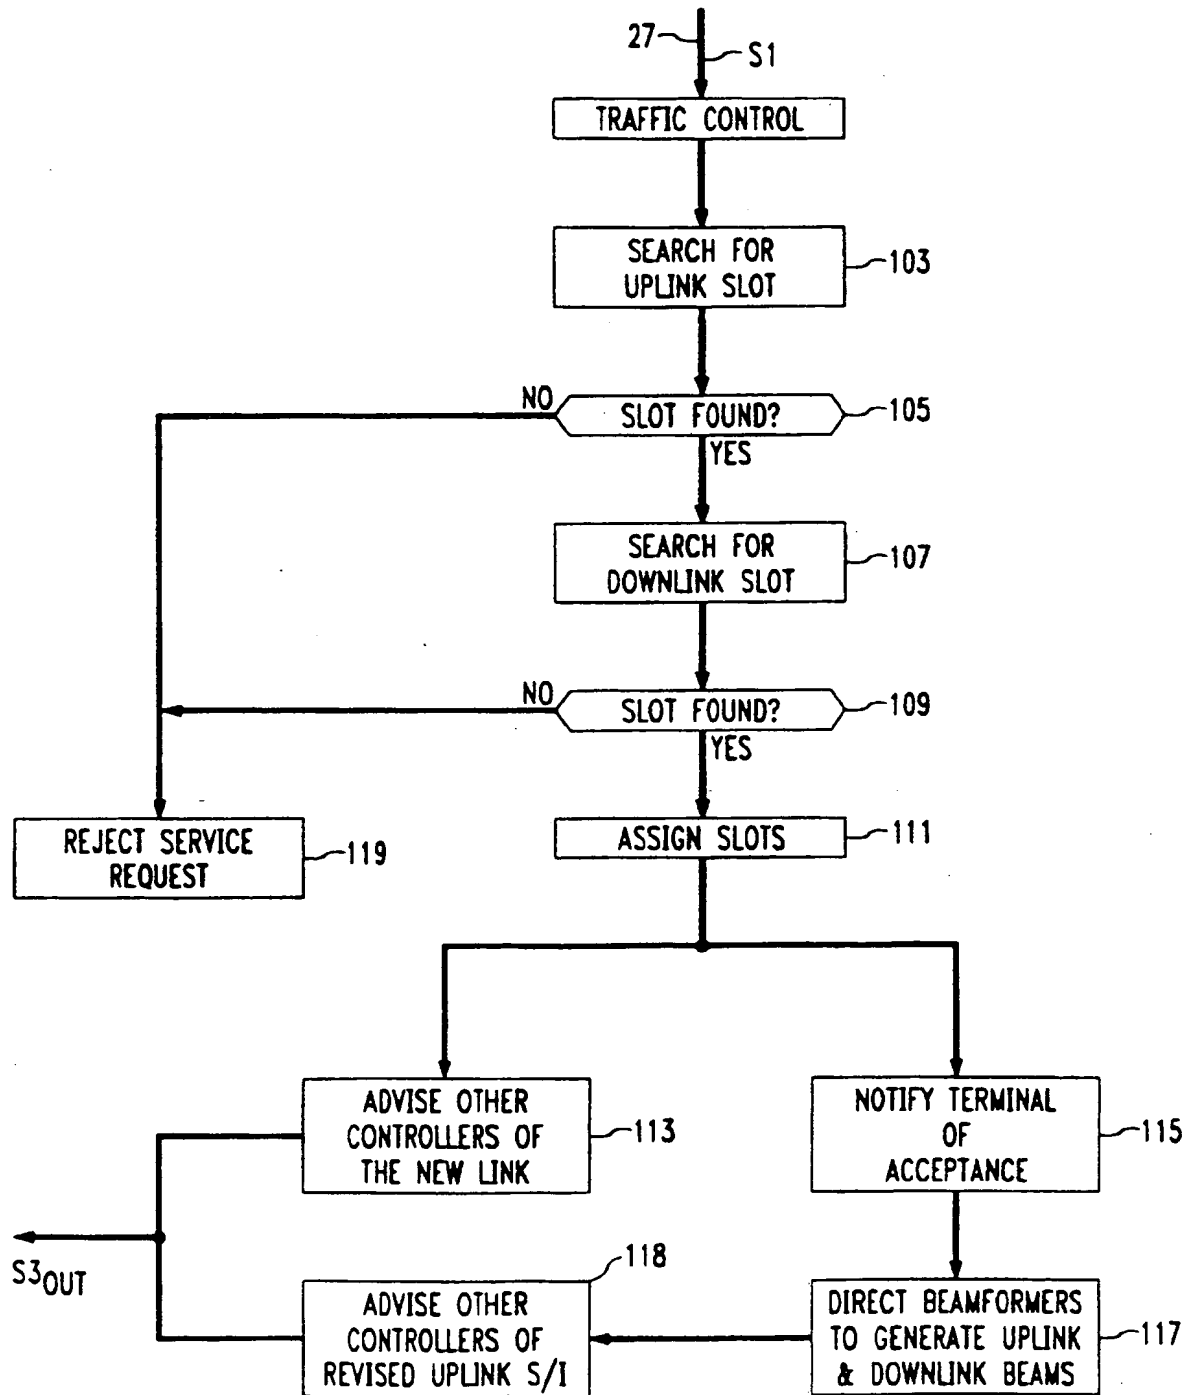 27
S1
TRAFFIC CONTROL
SEARCH FOR
UPLINK SLOT
103
NO
SLOT FOUND?
105
YES
SEARCH FOR
DOWNLINK SLOT
107
NO
SLOT FOUND?
109
YES
REJECT SERVICE
REQUEST
119
ASSIGN SLOTS
111
ADVISE OTHER
CONTROLLERS OF
THE NEW LINK
113
NOTIFY TERMINAL
OF
ACCEPTANCE
115
S3OUT
118
ADVISE OTHER
CONTROLLERS OF
REVISED UPLINK S/I
DIRECT BEAMFORMERS
TO GENERATE UPLINK
& DOWNLINK BEAMS
117